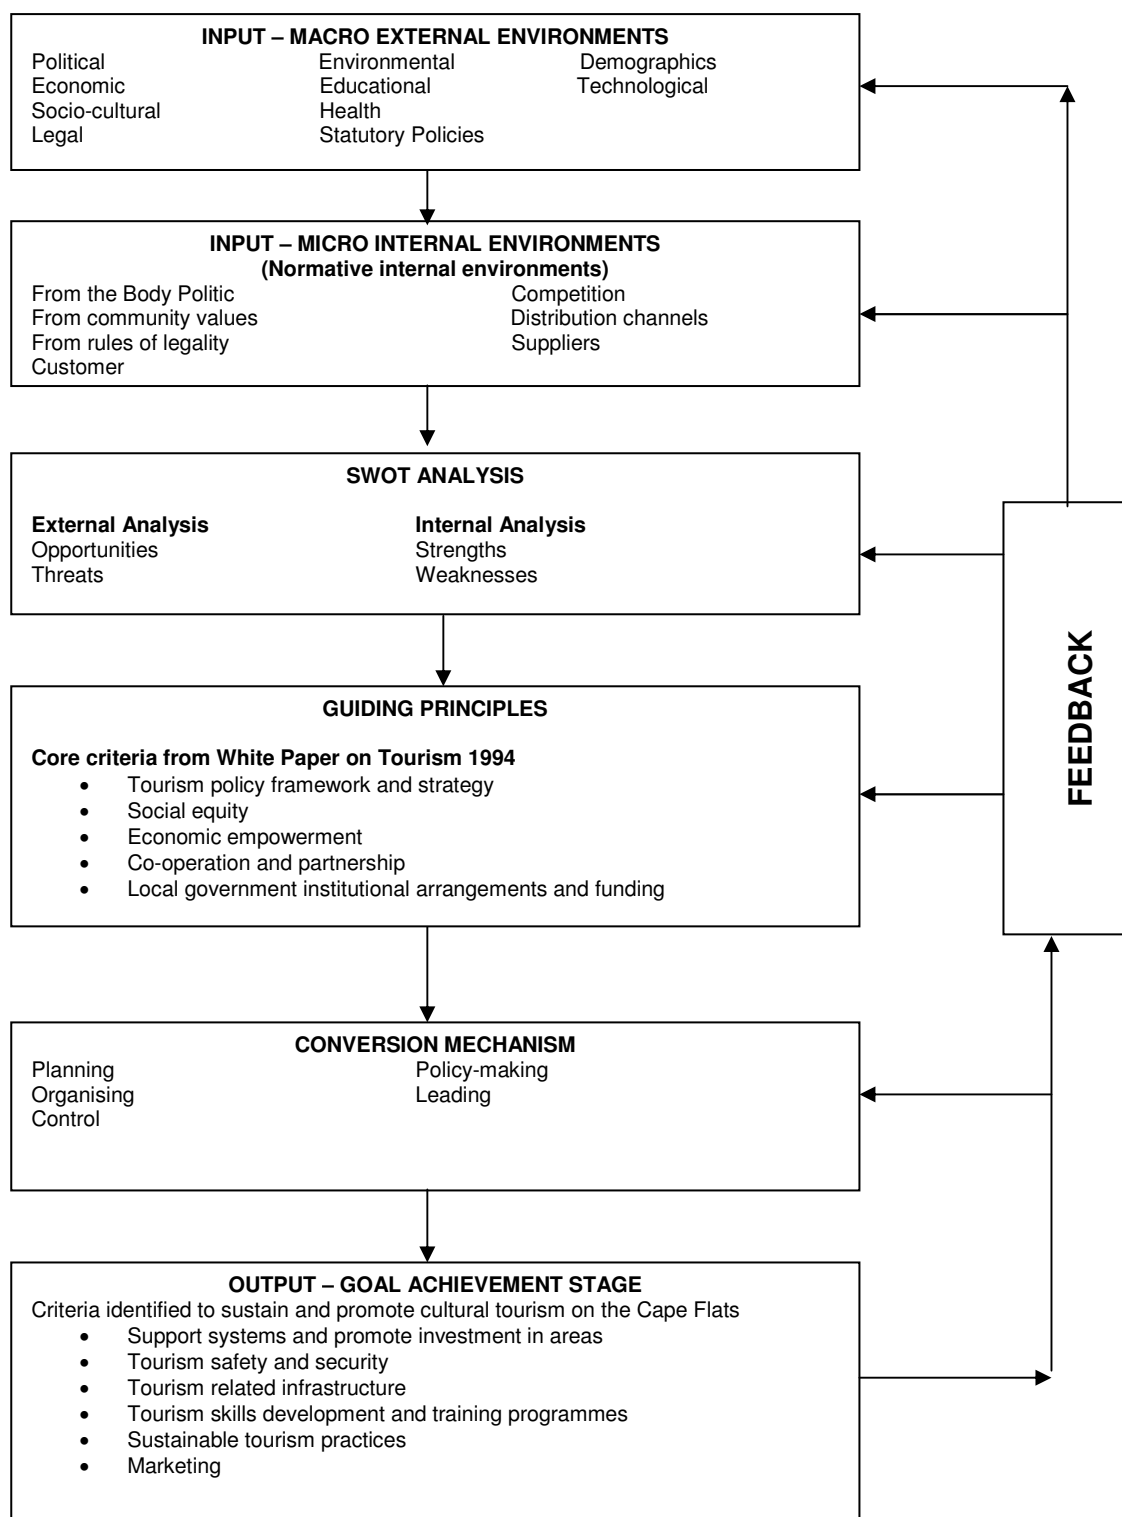 INPUT – MACRO EXTERNAL ENVIRONMENTS
Political Environmental Demographics
Economic Educational Technological
Socio-cultural Health
Legal Statutory Policies
INPUT – MICRO INTERNAL ENVIRONMENTS
(Normative internal environments)
From the Body Politic Competition
From community values Distribution channels
From rules of legality Suppliers
Customer
SWOT ANALYSIS
External Analysis Internal Analysis
Opportunities Strengths
Threats Weaknesses
GUIDING PRINCIPLES
Core criteria from White Paper on Tourism 1994
• Tourism policy framework and strategy
• Social equity
• Economic empowerment
• Co-operation and partnership
• Local government institutional arrangements and funding
CONVERSION MECHANISM
Planning Policy-making
Organising Leading
Control
OUTPUT – GOAL ACHIEVEMENT STAGE
Criteria identified to sustain and promote cultural tourism on the Cape Flats
• Support systems and promote investment in areas
• Tourism safety and security
• Tourism related infrastructure
• Tourism skills development and training programmes
• Sustainable tourism practices
• Marketing
FEEDBACK